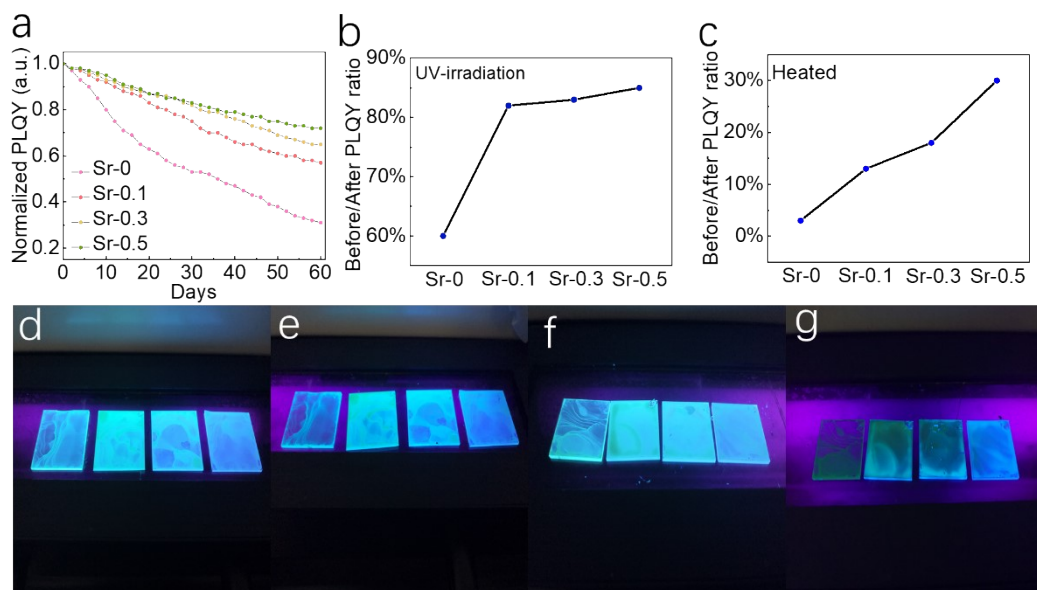 a
Normalized PLQY (a.u.)
1.0
0.8
0.6
0.4
0.2
Sr-0
Sr-0.1
Sr-0.3
Sr-0.5
0 10 20 30 40 50 60
Days
b
Before/After PLQY ratio
90%
80%
70%
60%
UV-irradiation
Sr-0 Sr-0.1 Sr-0.3 Sr-0.5
c
Before/After PLQY ratio
30%
20%
10%
0%
Heated
Sr-0 Sr-0.1 Sr-0.3 Sr-0.5
d
e
f
g